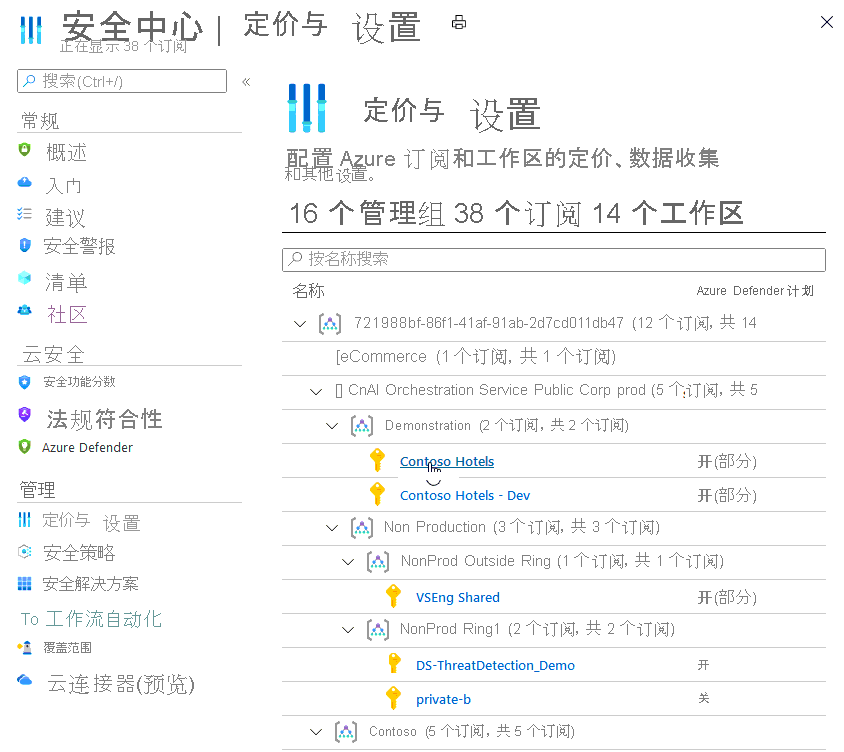 安全中心 | 定价与 设置
正在显示 38 个订阅
搜索(Ctrl+/)
«
常规
概述
入门
建议
安全警报
清单
社区
云安全
安全功能分数
法规符合性
Azure Defender
管理
定价与 设置
安全策略
安全解决方案
To 工作流自动化
覆盖范围
云连接器(预览)
定价与 设置
配置 Azure 订阅和工作区的定价、数据收集
和其他设置。
16 个管理组 38 个订阅 14 个工作区
按名称搜索
名称 Azure Defender 计划
721988bf-86f1-41af-91ab-2d7cd011db47 (12 个订阅, 共 14
[eCommerce (1 个订阅, 共 1 个订阅)
[] CnAI Orchestration Service Public Corp prod (5 个订阅, 共 5
Demonstration (2 个订阅, 共 2 个订阅)
Contoso Hotels 开(部分)
Contoso Hotels - Dev 开(部分)
Non Production (3 个订阅, 共 3 个订阅)
NonProd Outside Ring (1 个订阅, 共 1 个订阅)
VSEng Shared 开(部分)
NonProd Ring1 (2 个订阅, 共 2 个订阅)
DS-ThreatDetection_Demo 开
private-b 关
Contoso (5 个订阅, 共 5 个订阅)